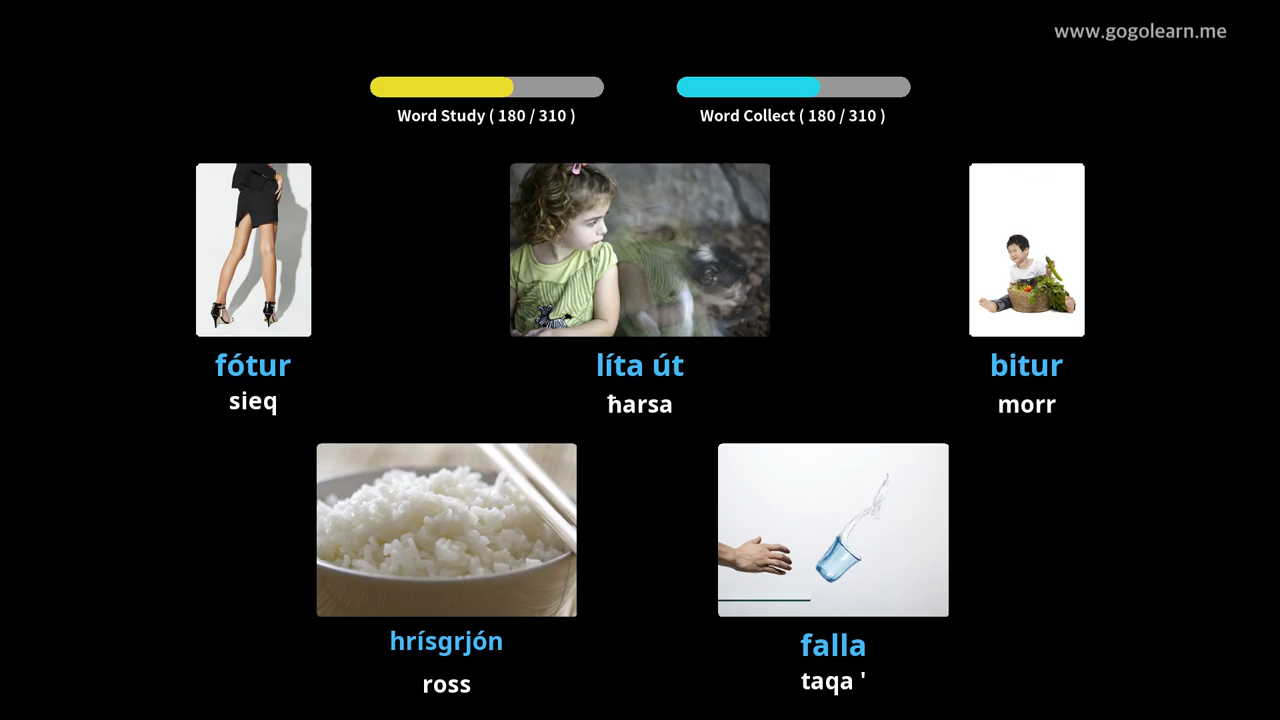 www.gogolearn.me
Word Study ( 180 / 310 )
Word Collect ( 180 / 310 )
fótur
sieq
líta út
ħarsa
bitur
morr
hrísgrjón
ross
falla
taqa '